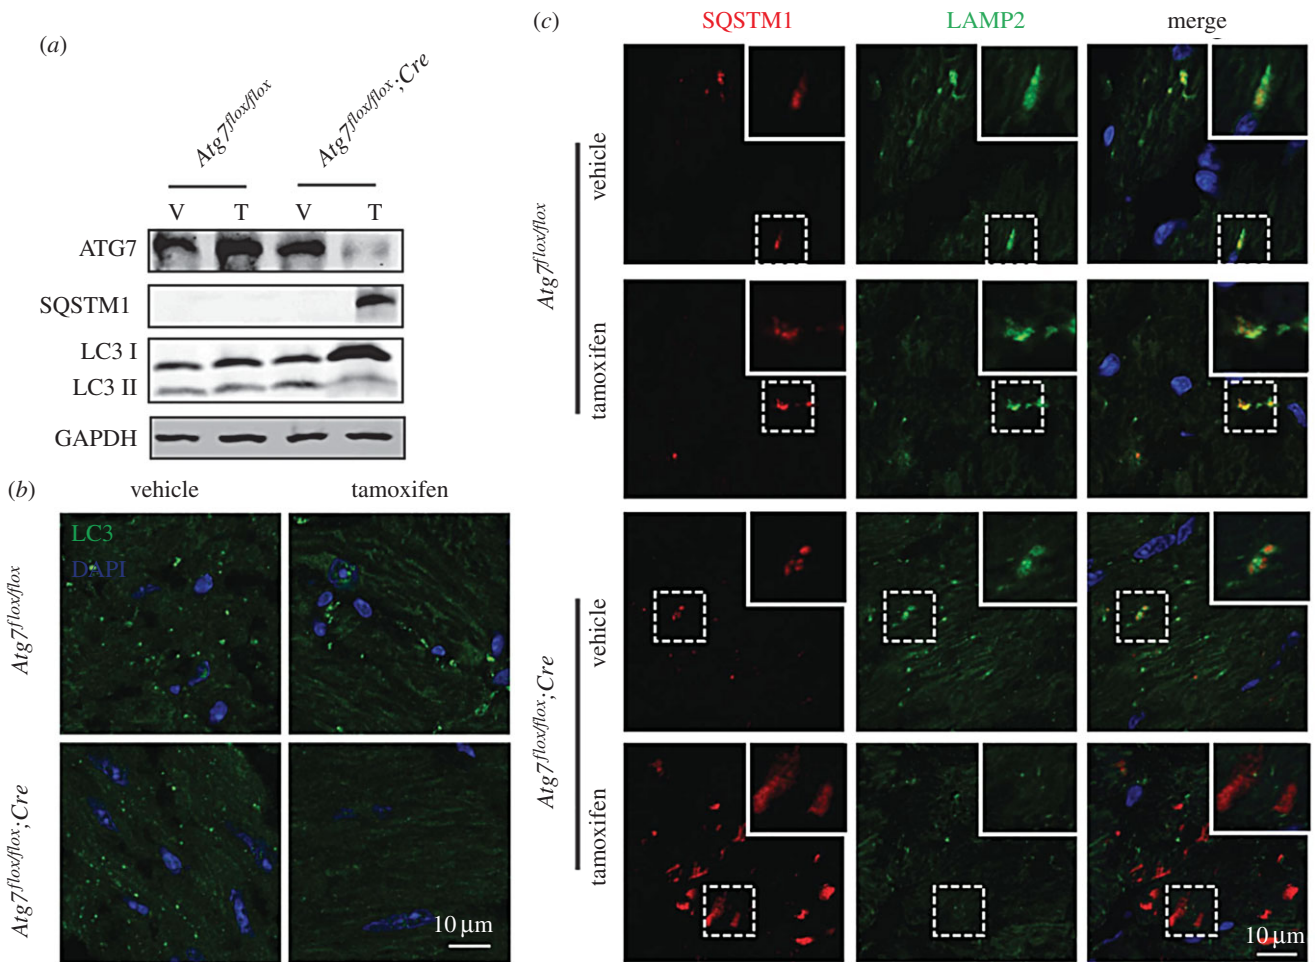 (a)
Atg7flox/flox
Atg7flox/flox;Cre
V T V T
ATG7
SQSTM1
LC3 I
LC3 II
GAPDH
(b)
vehicle tamoxifen
LC3
DAPI
Atg7flox/flox
Atg7flox/flox;Cre
10 µm
(c)
SQSTM1 LAMP2 merge
Atg7flox/flox
vehicle
tamoxifen
Atg7flox/flox;Cre
vehicle
tamoxifen
10 µm